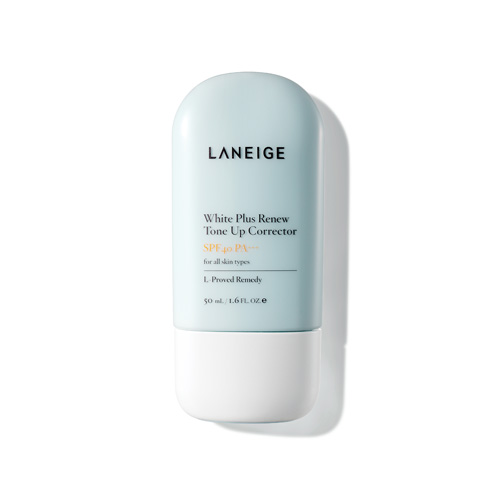 LANEIGE
White Plus Renew
Tone Up Corrector
SPF40 PA+++
for all skin types
L·Proved Remedy
50 mL / 1.6 FL. OZ.e